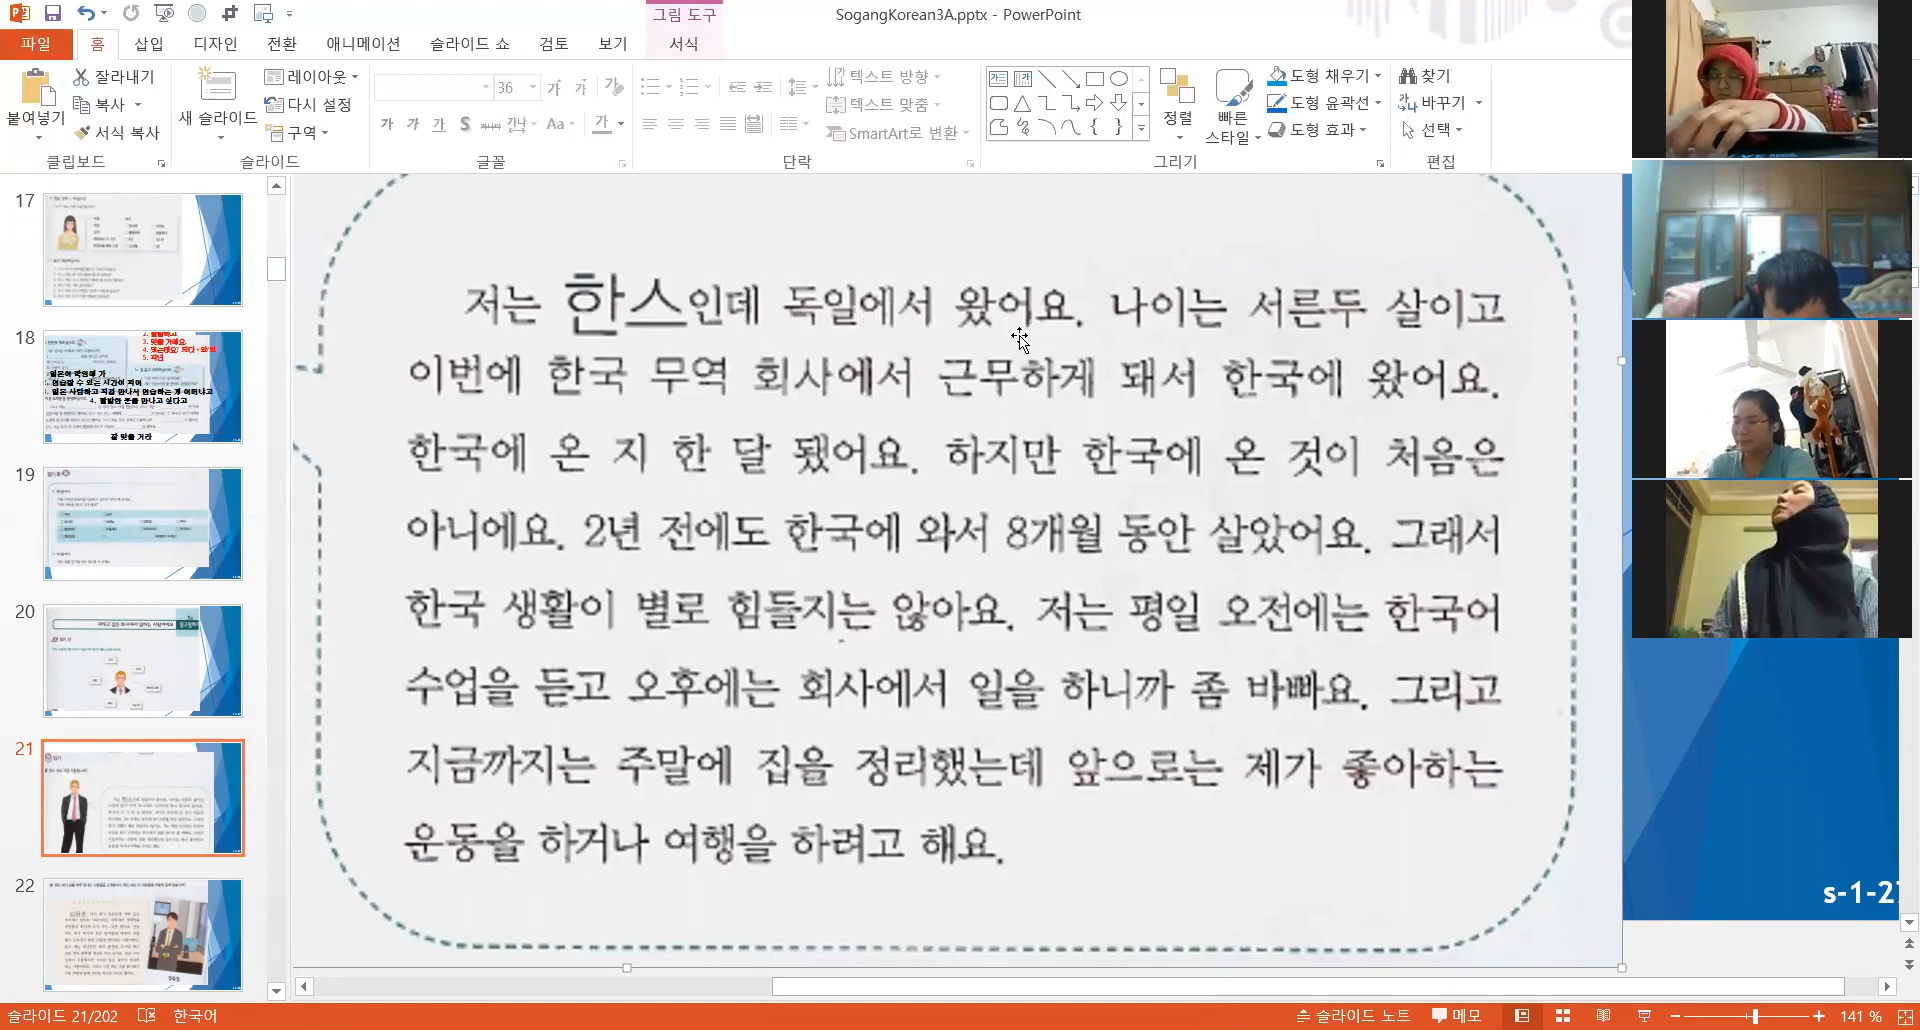 SogangKorean3A.pptx - PowerPoint
그림 도구
파일 홈 삽입 디자인 전환 애니메이션 슬라이드 쇼 검토 보기 서식
붙여넣기
잘라내기
복사
서식 복사
클립보드
새 슬라이드
레이아웃
다시 설정
구역
슬라이드
36
가 가 가
글꼴
텍스트 방향
텍스트 맞춤
SmartArt로 변환
단락
정렬
빠른 스타일
도형 채우기
도형 윤곽선
도형 효과
그리기
찾기
바꾸기
선택
편집
17
18
19
20
21
22
저는 한스인데 독일에서 왔어요. 나이는 서른두 살이고
이번에 한국 무역 회사에서 근무하게 돼서 한국에 왔어요.
한국에 온 지 한 달 됐어요. 하지만 한국에 온 것이 처음은
아니에요. 2년 전에도 한국에 와서 8개월 동안 살았어요. 그래서
한국 생활이 별로 힘들지는 않아요. 저는 평일 오전에는 한국어
수업을 듣고 오후에는 회사에서 일을 하니까 좀 바빠요. 그리고
지금까지는 주말에 집을 정리했는데 앞으로는 제가 좋아하는
운동을 하거나 여행을 하려고 해요.
s-1-2
슬라이드 21/202 한국어
슬라이드 노트 메모 141 %